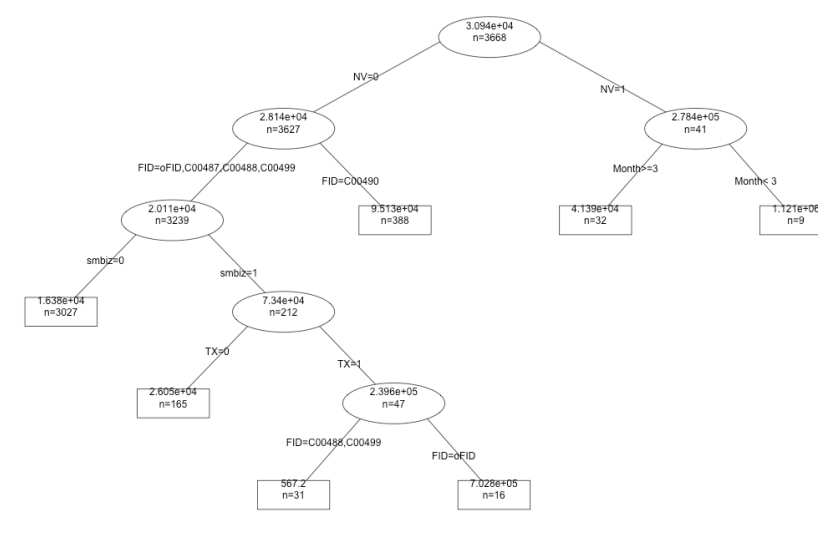 3.094e+04
n=3668
NV=0
NV=1
2.814e+04
n=3627
2.784e+05
n=41
FID=oFID,C00487,C00488,C00499
FID=C00490
Month>=3
Month< 3
2.011e+04
n=3239
9.513e+04
n=388
4.139e+04
n=32
1.121e+06
n=9
smbiz=0
smbiz=1
1.638e+04
n=3027
7.34e+04
n=212
TX=0
TX=1
2.605e+04
n=165
2.396e+05
n=47
FID=C00488,C00499
FID=oFID
567.2
n=31
7.028e+05
n=16